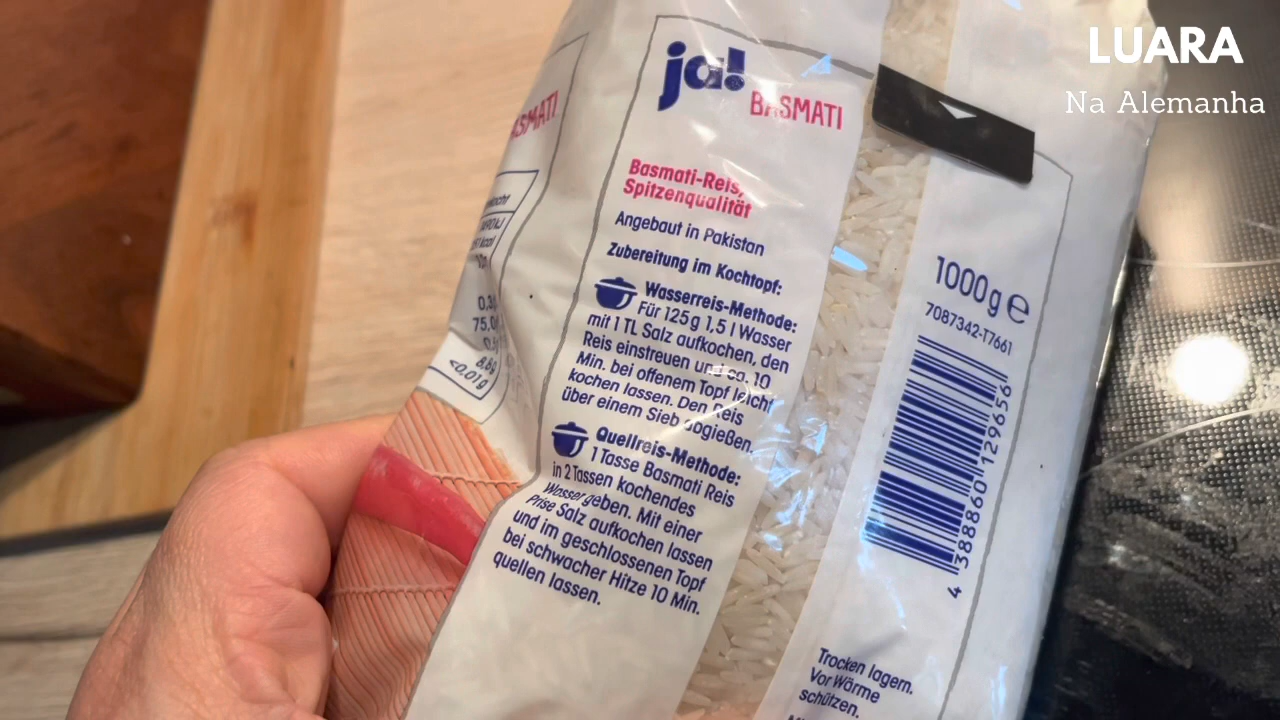 LUARA
Na Alemanha
ja!
BASMATI
Basmati-Reis,
Spitzenqualität
Angebaut in Pakistan
Zubereitung im Kochtopf:
Wasserreis-Methode:
Für 125g 1,5 l Wasser
mit 1 TL Salz aufkochen, den
Reis einstreuen und ca. 10
Min. bei offenem Topf leicht
kochen lassen. Den Reis
über einem Sieb abgießen.
Quellreis-Methode:
1 Tasse Basmati Reis
in 2 Tassen kochendes
Wasser geben. Mit einer
Prise Salz aufkochen lassen
und im geschlossenen Topf
bei schwacher Hitze 10 Min.
quellen lassen.
8,8g
<0,01g
1000g e
7087342-T7661
4 388860 129656
Trocken lagern.
Vor Wärme
schützen.